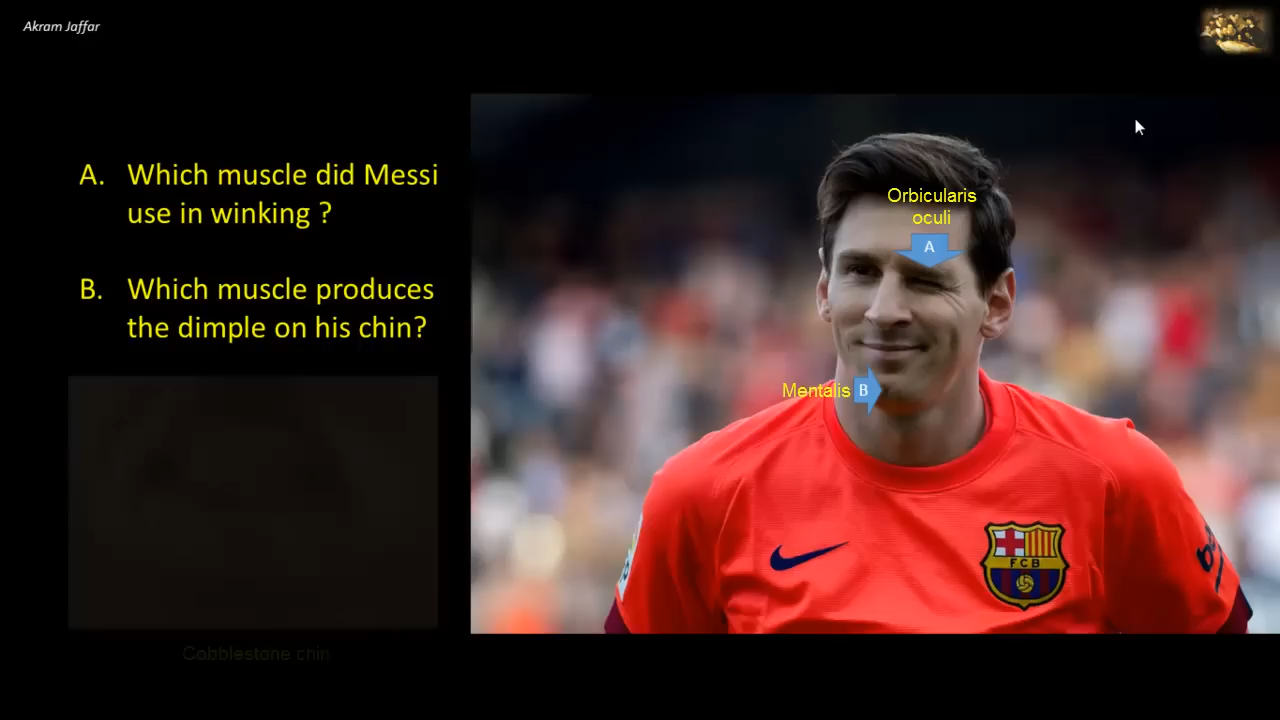 Akram Jaffar
A. Which muscle did Messi
use in winking ?
B. Which muscle produces
the dimple on his chin?
Orbicularis
oculi
A
Mentalis B
FCB
Cobblestone chin